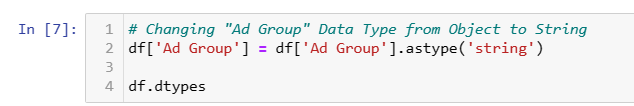 In [7]:
1 # Changing "Ad Group" Data Type from Object to String
2 df['Ad Group'] = df['Ad Group'].astype('string')
3
4 df.dtypes